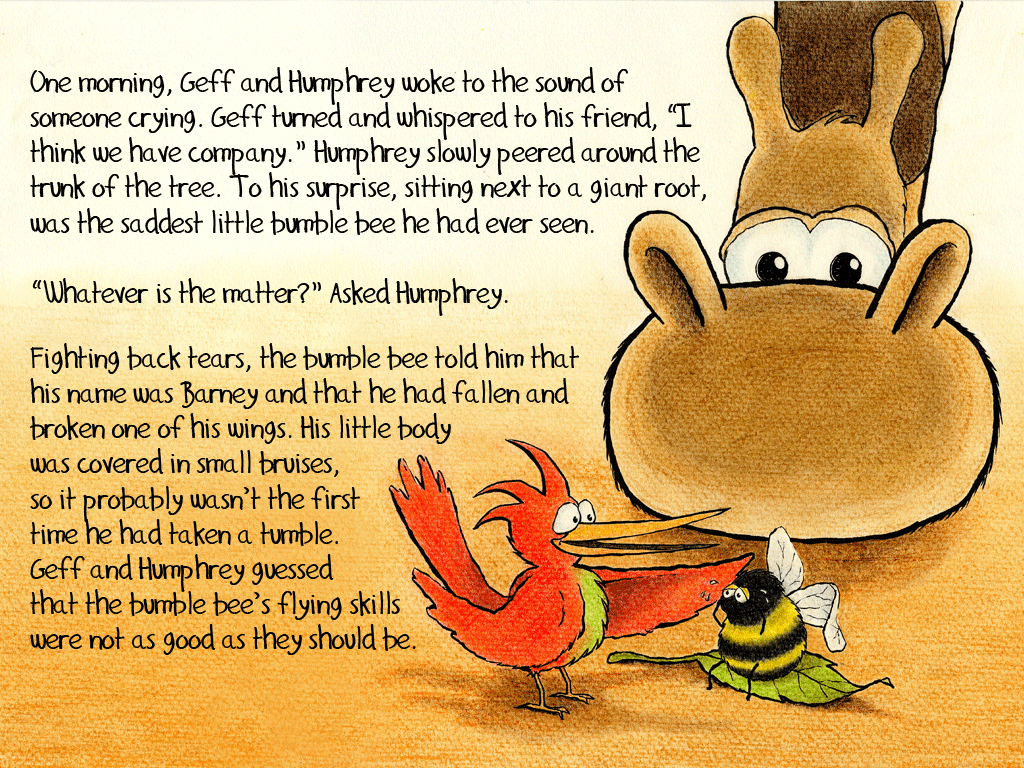 One morning, Geff and Humphrey woke to the sound of
someone crying. Geff turned and whispered to his friend, “I
think we have company.” Humphrey slowly peered around the
trunk of the tree. To his surprise, sitting next to a giant root,
was the saddest little bumble bee he had ever seen.
“Whatever is the matter?” Asked Humphrey.
Fighting back tears, the bumble bee told him that
his name was Barney and that he had fallen and
broken one of his wings. His little body
was covered in small bruises,
so it probably wasn’t the first
time he had taken a tumble.
Geff and Humphrey guessed
that the bumble bee’s flying skills
were not as good as they should be.